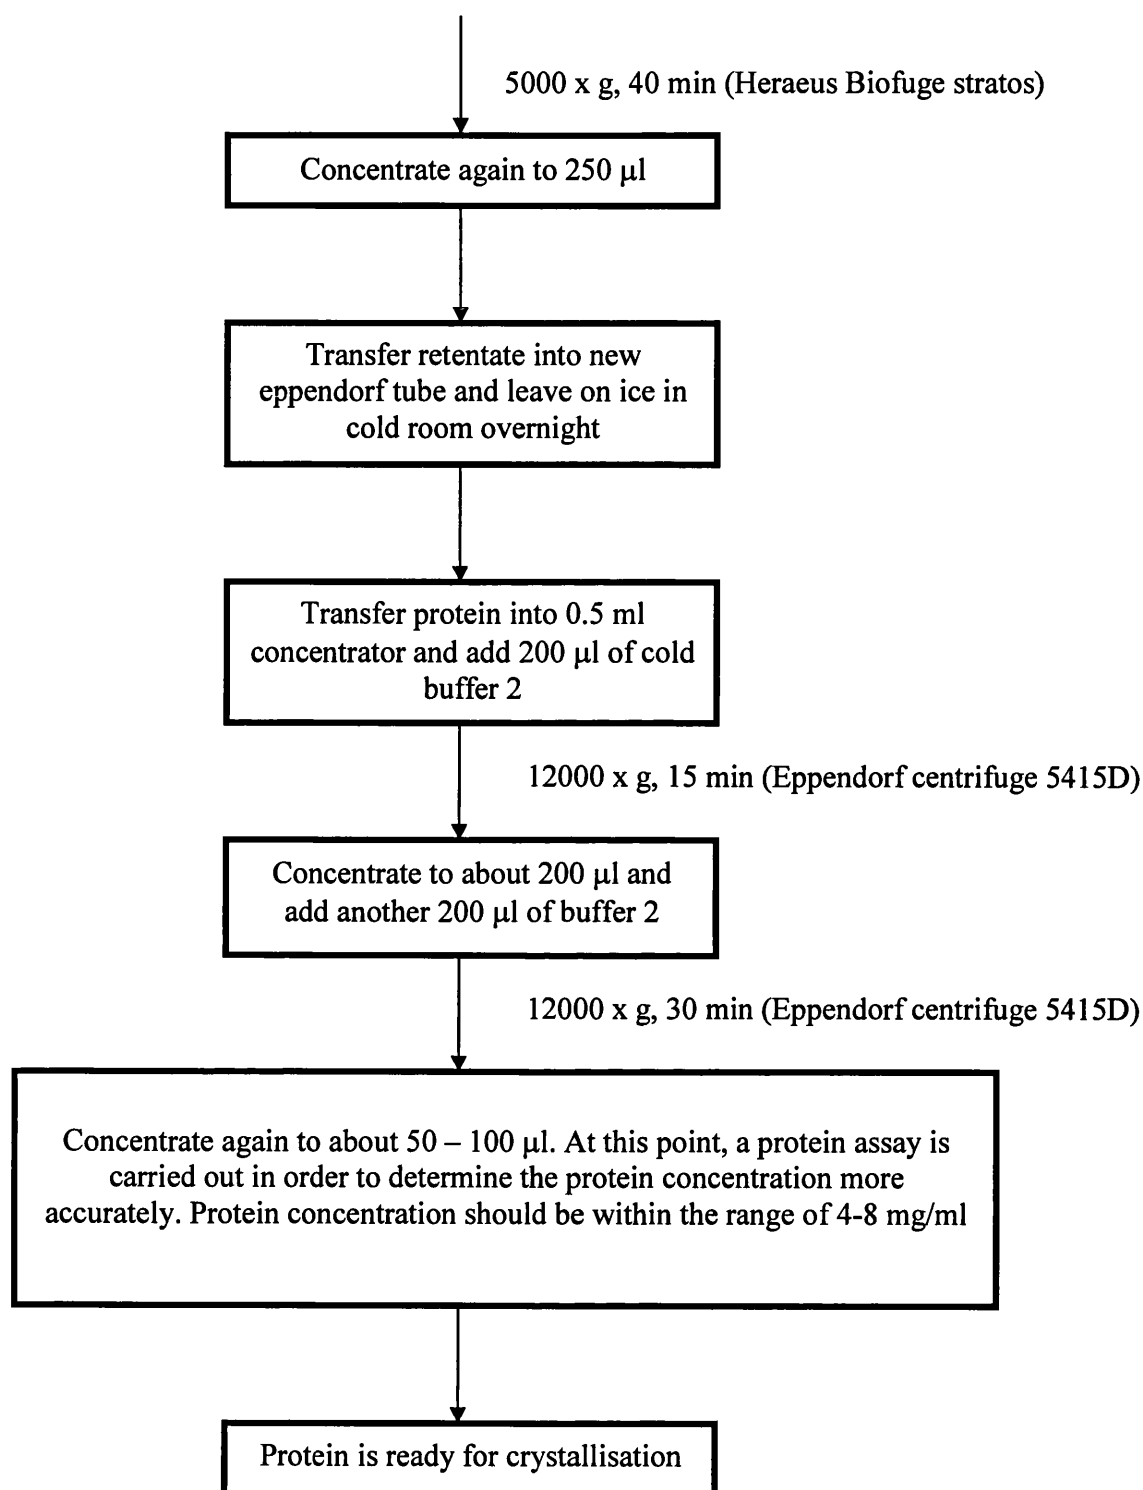 5000 x g, 40 min (Heraeus Biofuge stratos)
Concentrate again to 250 µl
Transfer retentate into new
eppendorf tube and leave on ice in
cold room overnight
Transfer protein into 0.5 ml
concentrator and add 200 µl of cold
buffer 2
12000 x g, 15 min (Eppendorf centrifuge 5415D)
Concentrate to about 200 µl and
add another 200 µl of buffer 2
12000 x g, 30 min (Eppendorf centrifuge 5415D)
Concentrate again to about 50 – 100 µl. At this point, a protein assay is
carried out in order to determine the protein concentration more
accurately. Protein concentration should be within the range of 4-8 mg/ml
Protein is ready for crystallisation